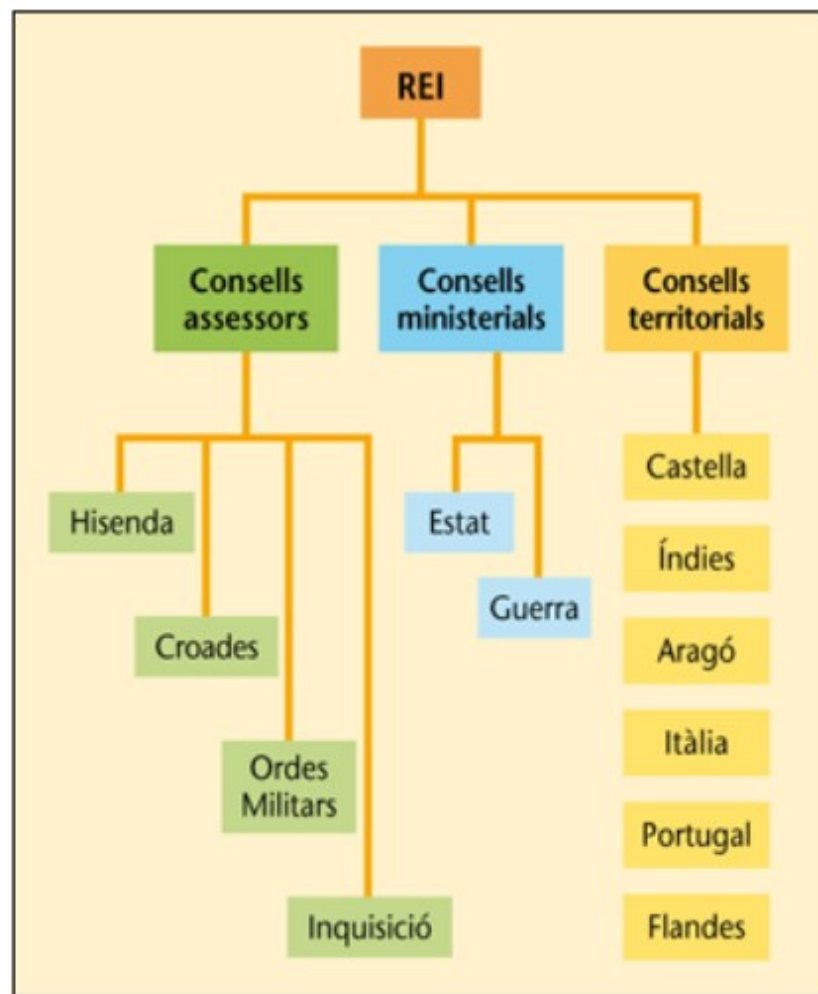 REI
Consells
assessors
Consells
ministerials
Consells
territorials
Hisenda
Croades
Ordes
Militars
Inquisició
Estat
Guerra
Castella
Índies
Aragó
Itàlia
Portugal
Flandes